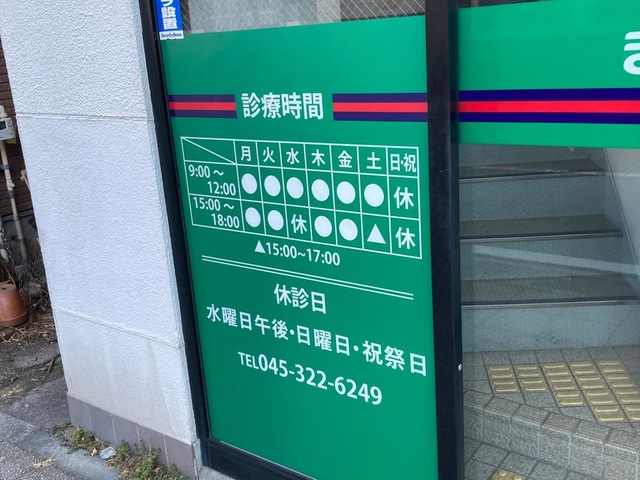 設置
診療時間
月 火 水 木 金 土 日·祝
9:00～12:00 ● ● ● ● ● ● 休
15:00～18:00 ● ● 休 ● ● ▲ 休
▲15:00~17:00
休診日
水曜日午後・日曜日・祝祭日
TEL045-322-6249